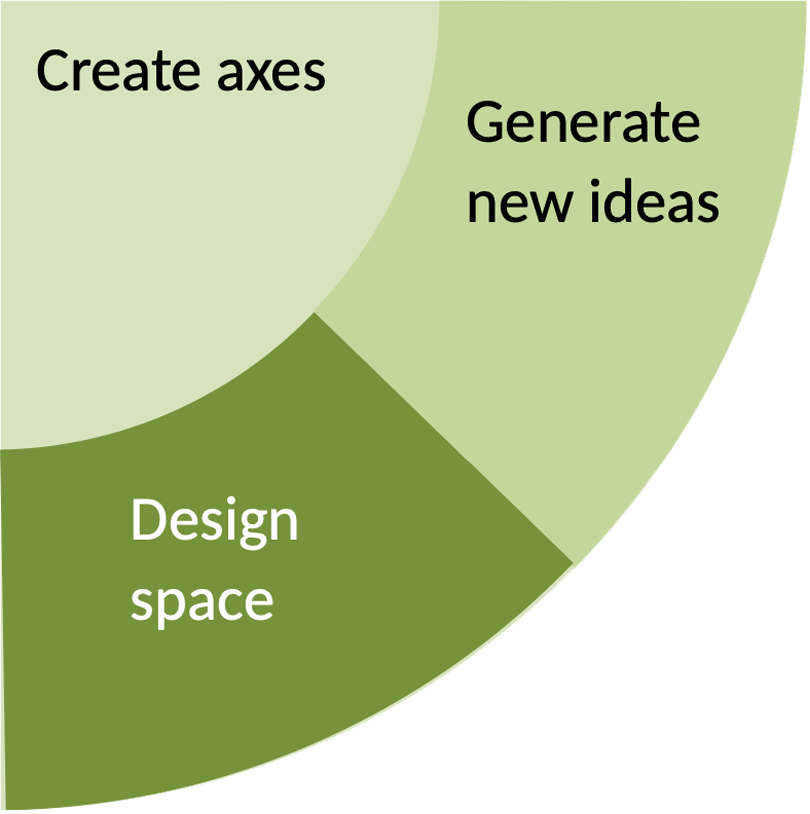 Create axes
Generate
new ideas
Design
space